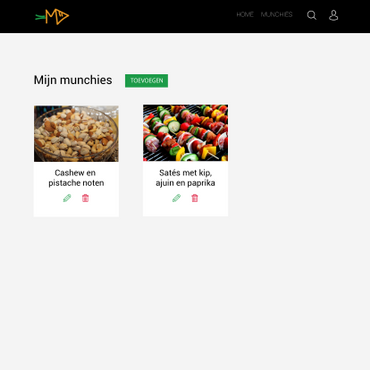 HOME MUNCHIES
Mijn munchies TOEVOEGEN
Cashew en
pistache noten
Satés met kip,
ajuin en paprika